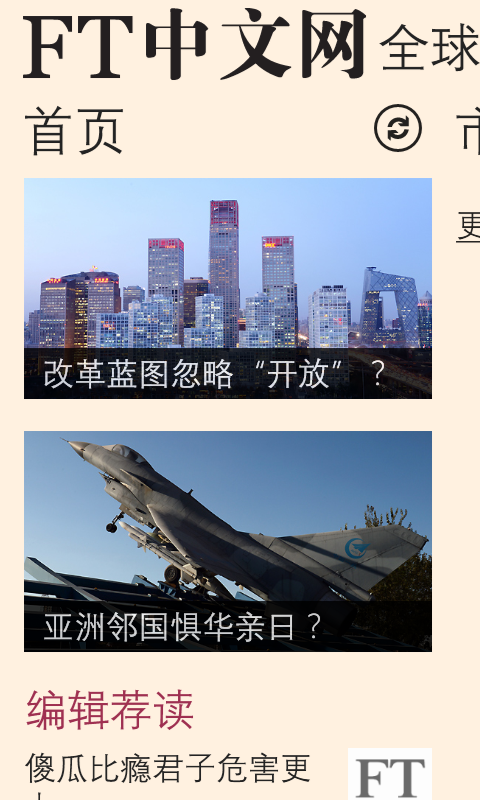 FT中文网 全球
首页 市
更
改革蓝图忽略“开放”？
亚洲邻国惧华亲日？
编辑荐读
傻瓜比瘾君子危害更
FT